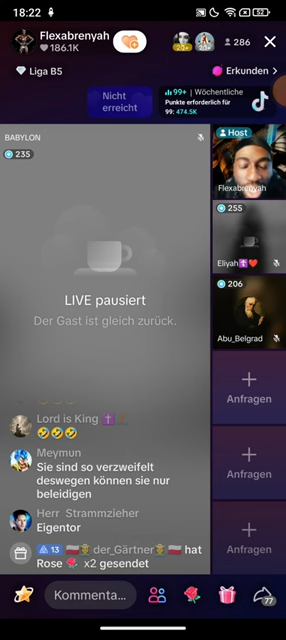 18:22
52
Flexabrenyah
186.1K
20+
20+
286
Liga B5
Erkunden >
Nicht erreicht
99+ | Wöchentliche
Punkte erforderlich für
99: 474.5K
BABYLON
235
Host
Flexabrenyah
255
Eliyah
206
Abu_Belgrad
LIVE pausiert
Der Gast ist gleich zurück.
+
Anfragen
+
Anfragen
+
Anfragen
Lord is King
Meymun
Sie sind so verzweifelt
deswegen können sie nur
beleidigen
Herr Strammzieher
Eigentor
13 der_Gärtner hat
Rose x2 gesendet
Kommenta...
77